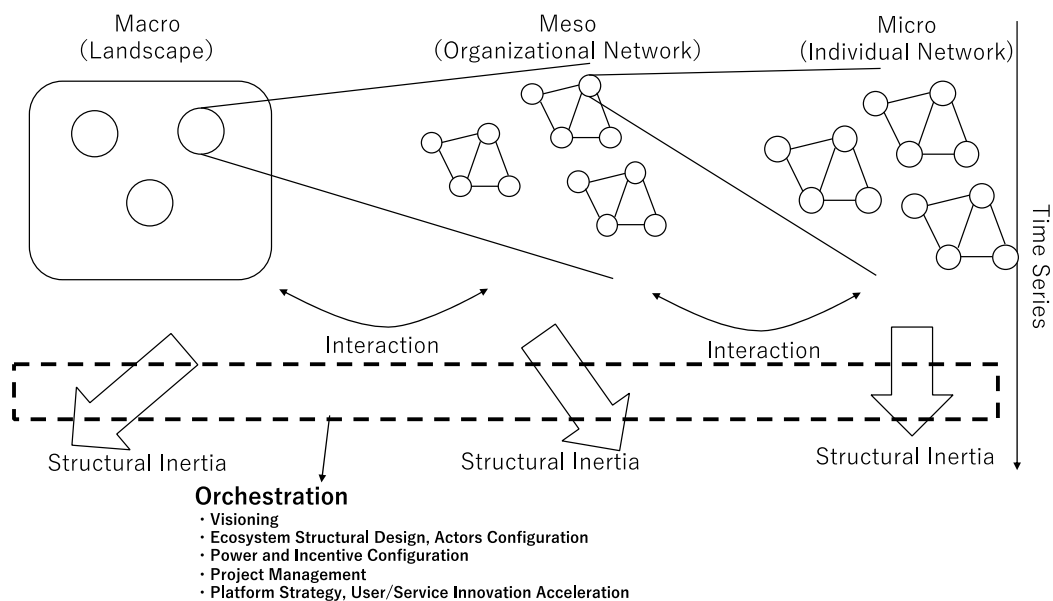 Macro
(Landscape)
Meso
(Organizational Network)
Micro
(Individual Network)
Time Series
Interaction
Interaction
Structural Inertia
Structural Inertia
Structural Inertia
Orchestration
・Visioning
・Ecosystem Structural Design, Actors Configuration
・Power and Incentive Configuration
・Project Management
・Platform Strategy, User/Service Innovation Acceleration